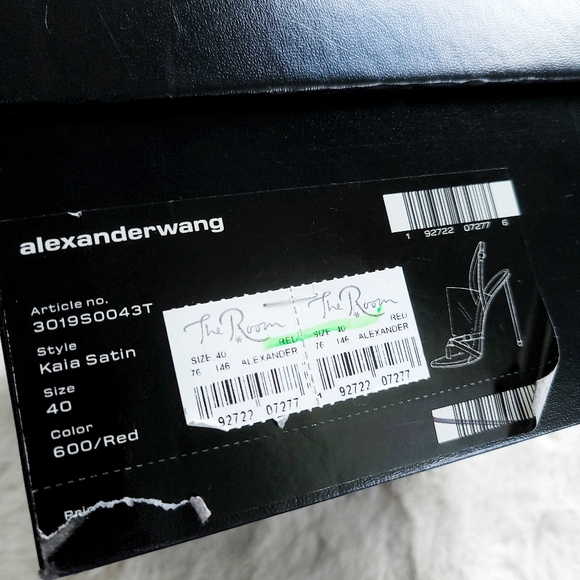 alexanderwang
1 92722 07277 6
Article no.
3019S0043T
Style
Kaia Satin
Size
40
Color
600/Red
The Room
RED
SIZE 40
76 146 ALEXANDER
92722 07277
The Room
RED
SIZE 40
76 146 ALEXANDER
1 92722 07277